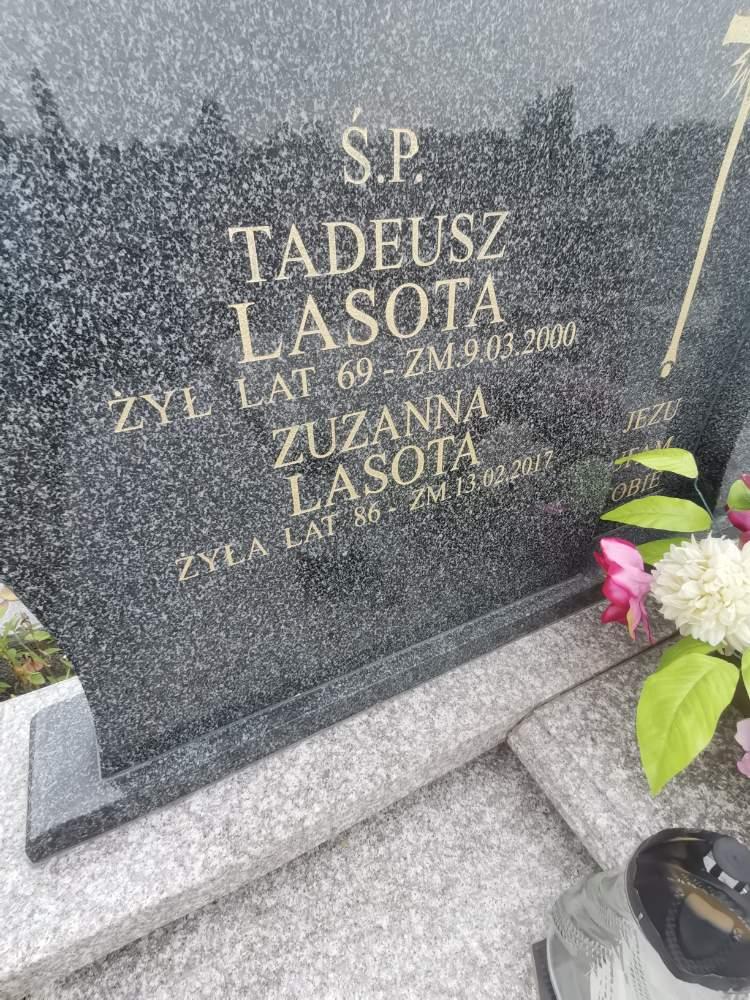 Ś.P.
TADEUSZ
LASOTA
ŻYŁ LAT 69 - ZM.9.03.2000
ZUZANNA
LASOTA
ŻYŁA LAT 86 - ZM 13.02.2017
JEZU